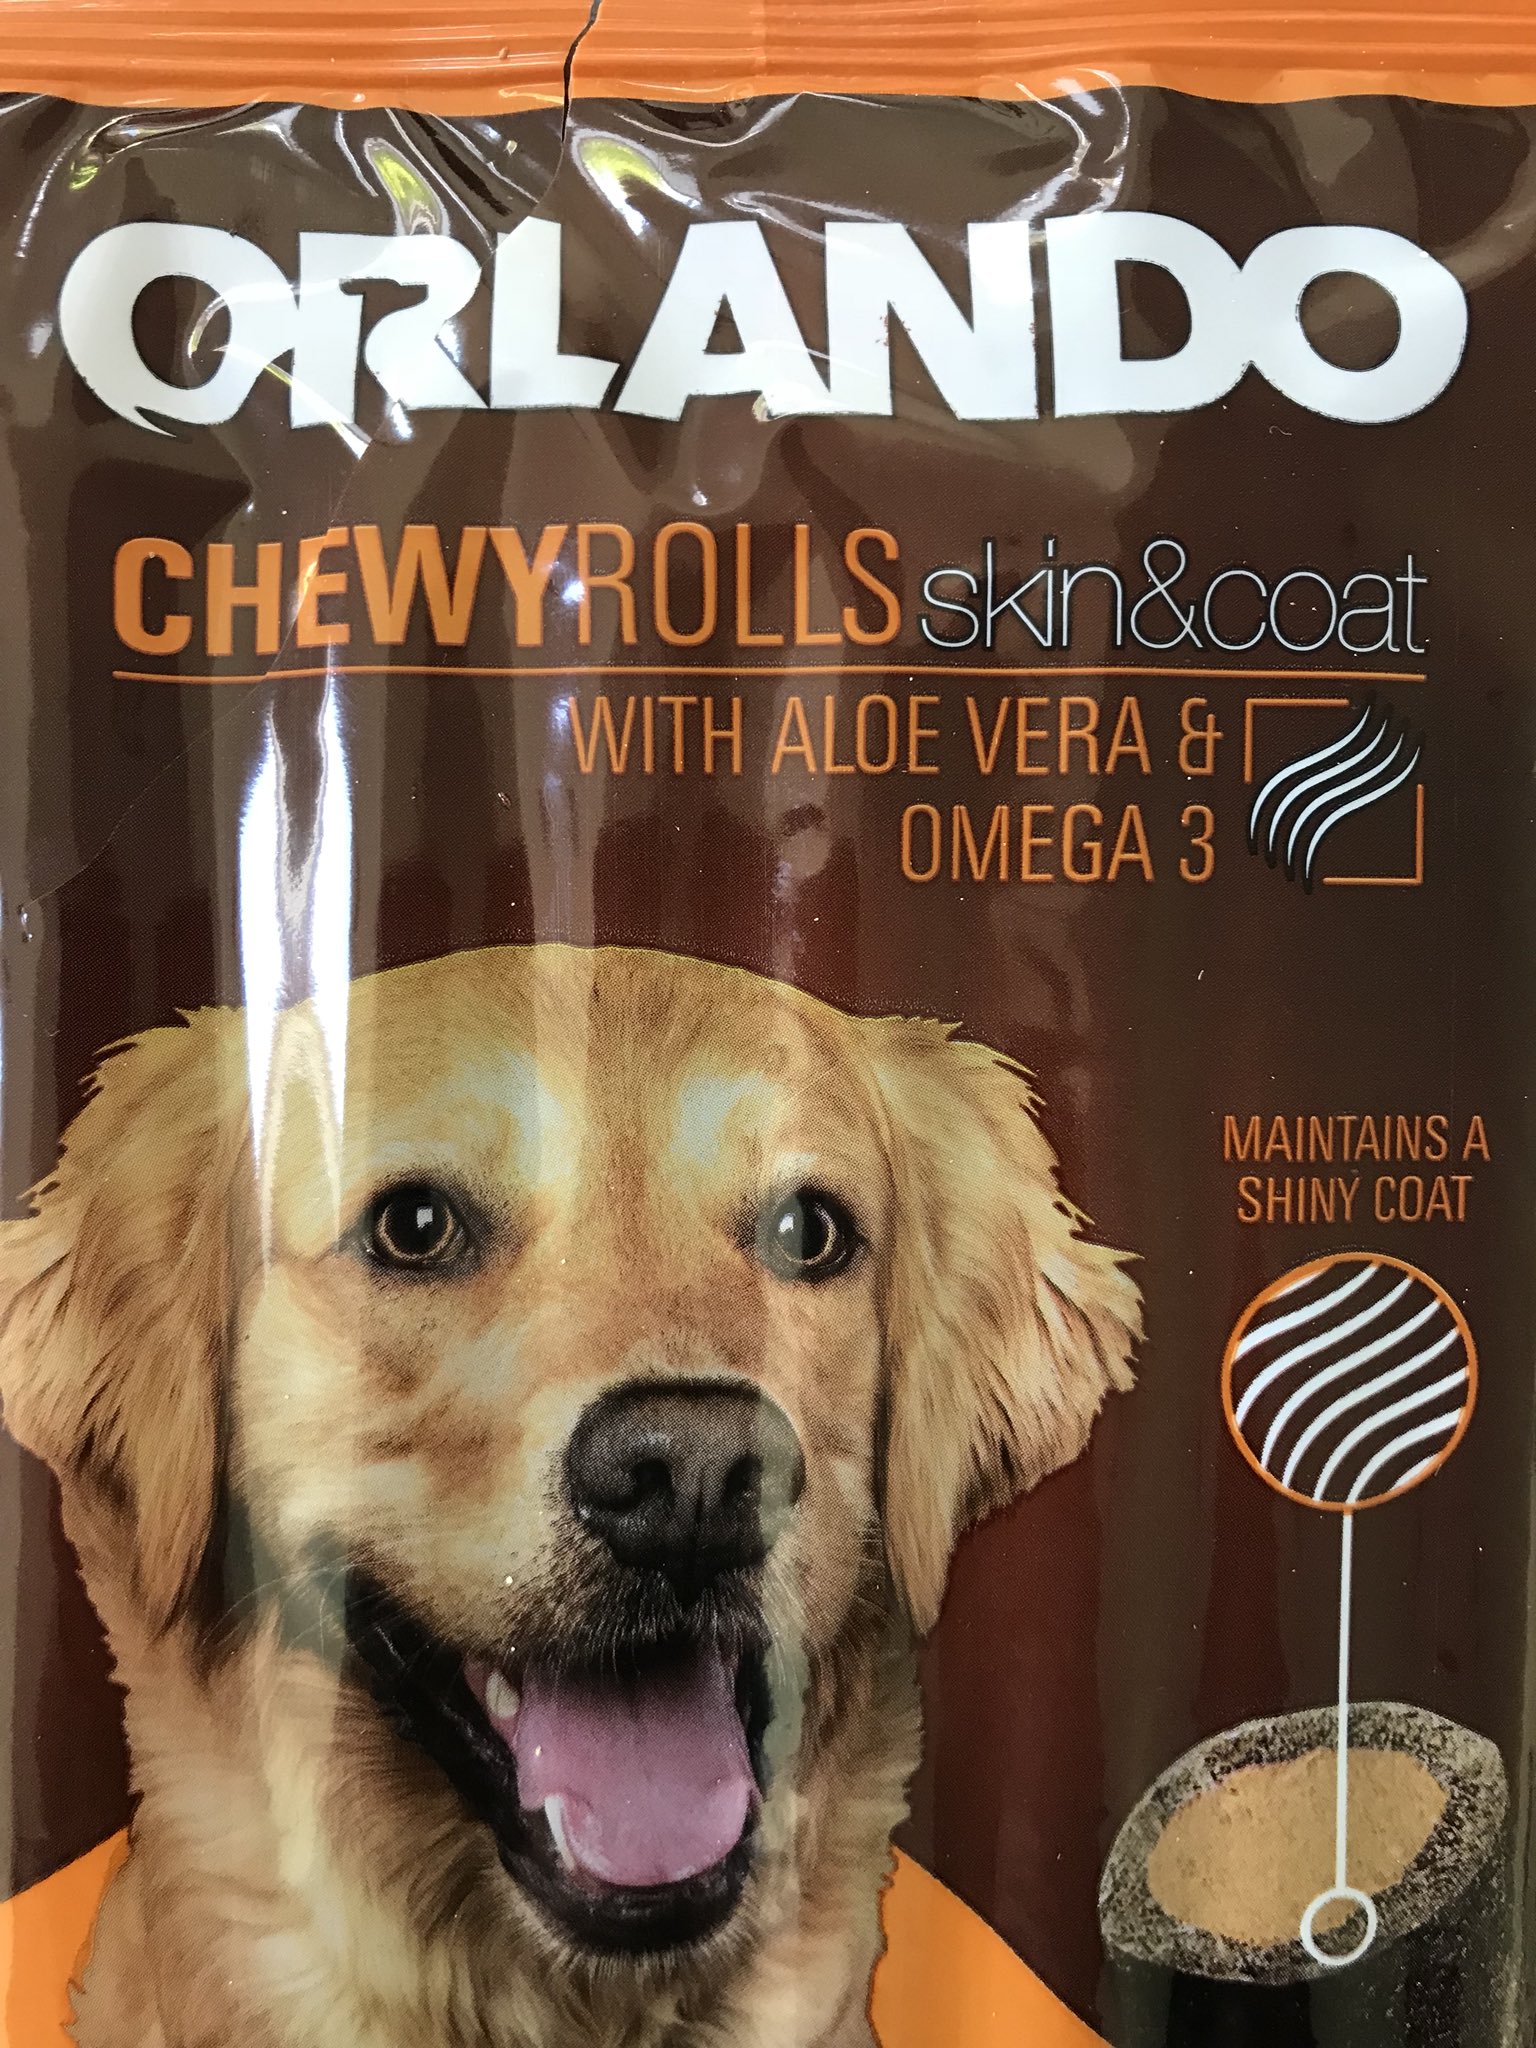 ORLANDO
CHEWYROLLS skin&coat
WITH ALOE VERA &
OMEGA 3
MAINTAINS A
SHINY COAT